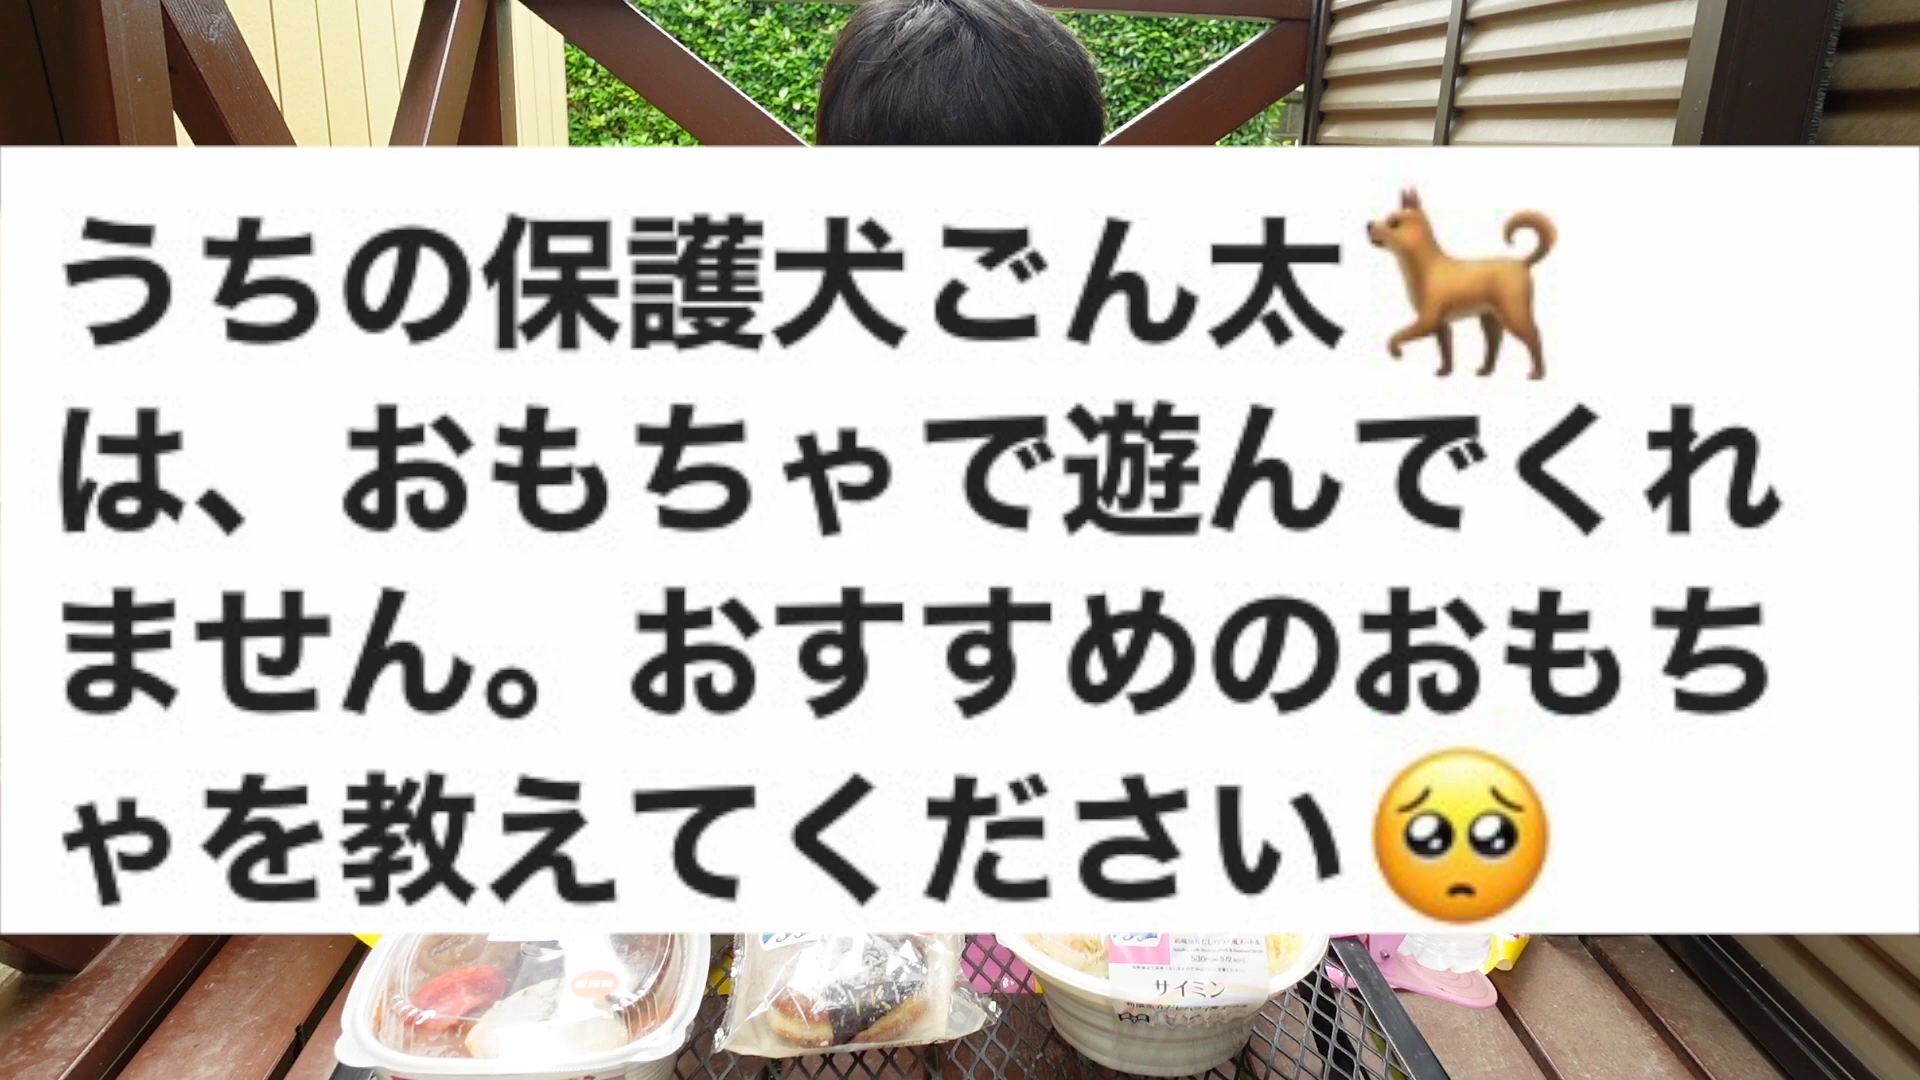 うちの保護犬ごん太🐕
は、おもちゃで遊んでくれ
ません。おすすめのおもち
ゃを教えてください🥺
サイミン